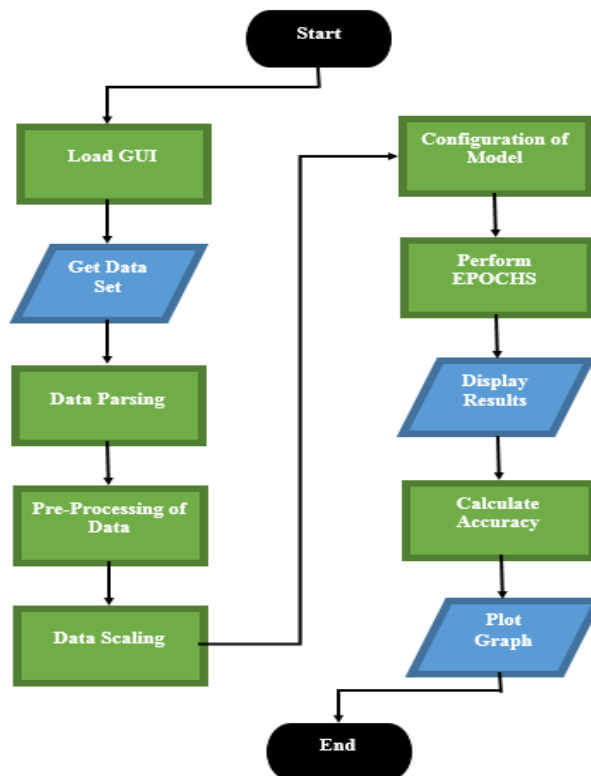 Start
Load GUI
Get Data
Set
Data Parsing
Pre-Processing of
Data
Data Scaling
Configuration of
Model
Perform
EPOCHS
Display
Results
Calculate
Accuracy
Plot
Graph
End